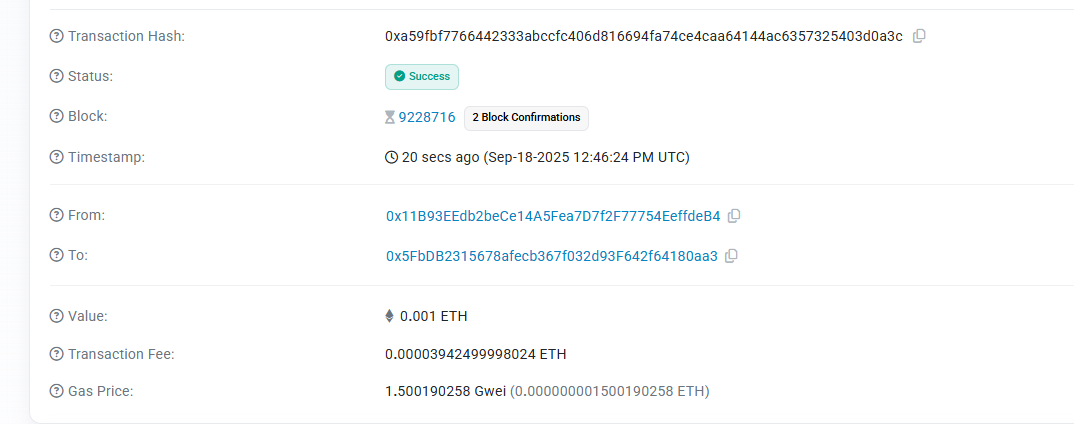 Transaction Hash: 0xa59fbf7766442333abccfc406d816694fa74ce4caa64144ac6357325403d0a3c
Status: Success
Block: 9228716 2 Block Confirmations
Timestamp: 20 secs ago (Sep-18-2025 12:46:24 PM UTC)
From: 0x11B93EEdb2beCe14A5Fea7D7f2F77754EeffdeB4
To: 0x5FbDB2315678afecb367f032d93F642f64180aa3
Value: 0.001 ETH
Transaction Fee: 0.00003942499998024 ETH
Gas Price: 1.500190258 Gwei (0.000000001500190258 ETH)